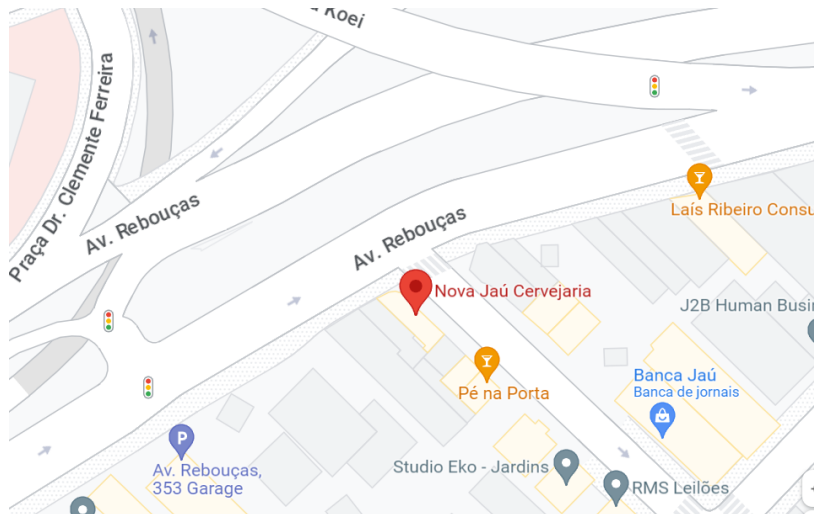 Koei
Praça Dr. Clemente Ferreira
Av. Rebouças
Av. Rebouças
Laís Ribeiro Consu
Nova Jaú Cervejaria
J2B Human Busi
Pé na Porta
Banca Jaú
Banca de jornais
P
Av. Rebouças,
353 Garage
Studio Eko - Jardins
RMS Leilões